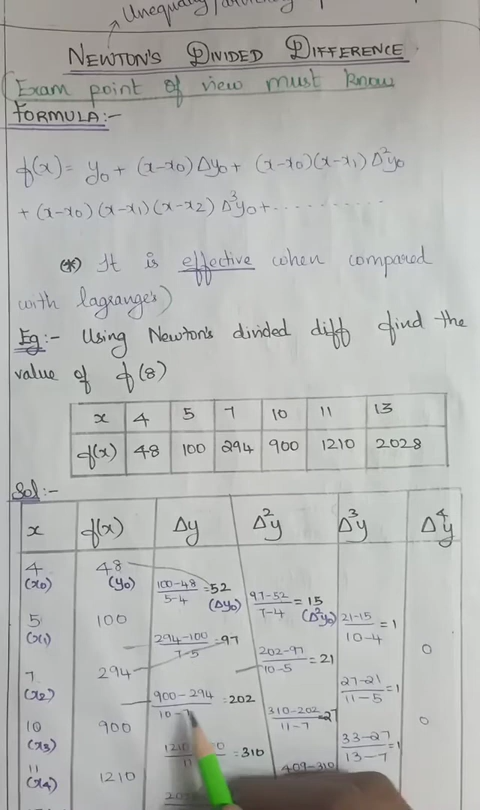 NEWTON'S DIVIDED DIFFERENCE
(Exam point of view must know
FORMULA:-
f(x) = y0 + (x-x0) Δy0 + (x-x0)(x-x1) Δ²y0
+ (x-x0) (x-x1) (x-x2) Δ³y0 + ..........
(*) It is effective when compared
with lagrange's)
Eg:- Using Newton's divided diff find the
value of f(8)
x 4 5 7 10 11 13
f(x) 48 100 294 900 1210 2028
Sol:-
x f(x) Δy Δ²y Δ³y Δ⁴y
4 48
(x0) (y0) 100-48/5-4 = 52 (Δy0) 97-52/7-4 = 15 (Δ²y0)
5 100 21-15/10-4 = 1
(x1) 294-100/7-5 = 97 202-97/10-5 = 21 0
7 294 27-21/11-5 = 1
(x2) 900-294/10-7 = 202 310-202/11-7 = 27 0
10 900 33-27/13-7 = 1
(x3) = 310
11 1210 409-310
(x4)